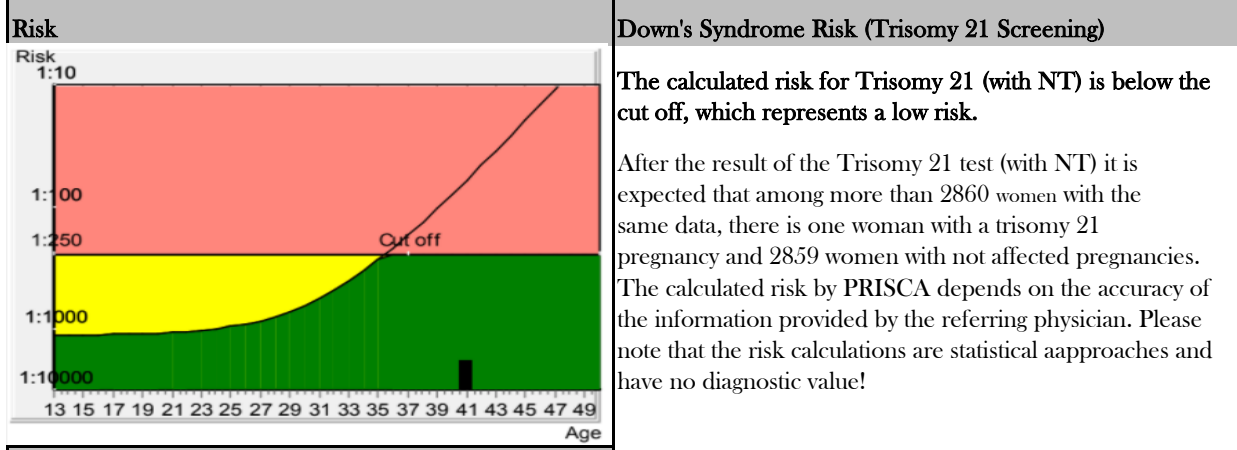 Risk
Down's Syndrome Risk (Trisomy 21 Screening)
Risk
1:10
1:100
1:250
Cut off
1:1000
1:10000
13 15 17 19 21 23 25 27 29 31 33 35 37 39 41 43 45 47 49
Age
The calculated risk for Trisomy 21 (with NT) is below the
cut off, which represents a low risk.
After the result of the Trisomy 21 test (with NT) it is
expected that among more than 2860 women with the
same data, there is one woman with a trisomy 21
pregnancy and 2859 women with not affected pregnancies.
The calculated risk by PRISCA depends on the accuracy of
the information provided by the referring physician. Please
note that the risk calculations are statistical aapproaches and
have no diagnostic value!